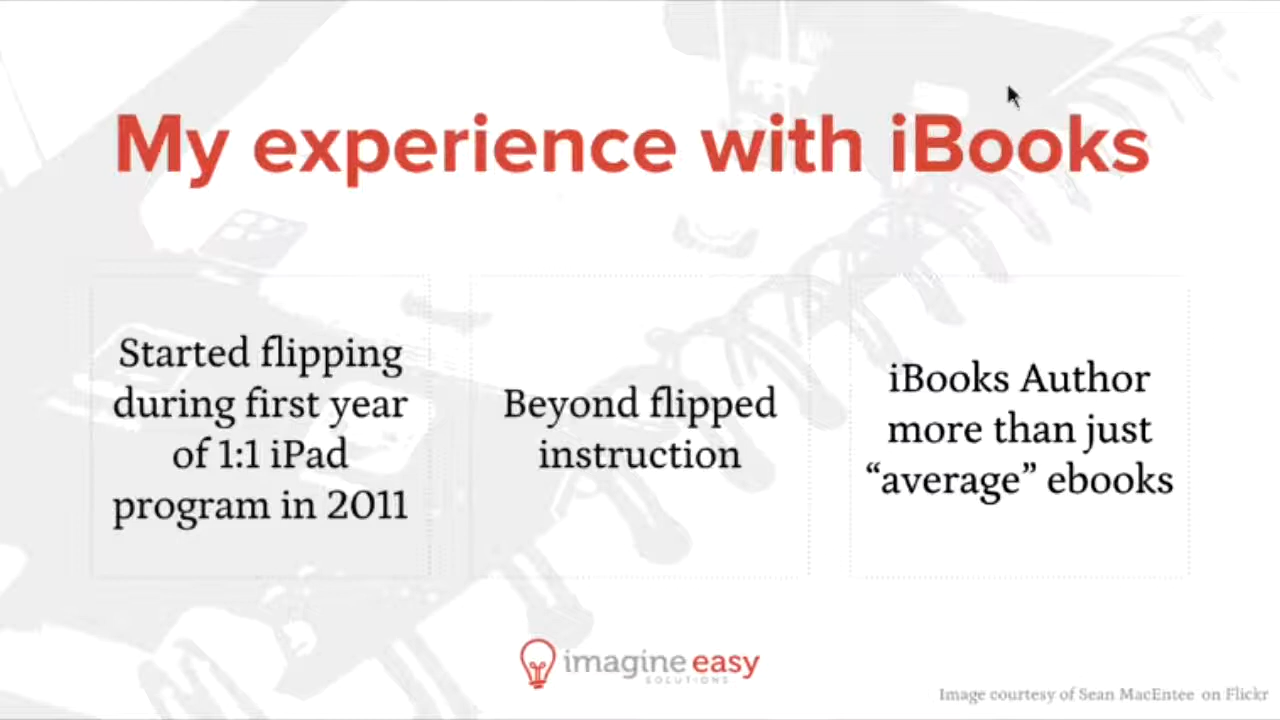 My experience with iBooks
Started flipping
during first year
of 1:1 iPad
program in 2011
Beyond flipped
instruction
iBooks Author
more than just
“average” ebooks
imagine easy
SOLUTIONS
Image courtesy of Sean MacEntee on Flickr